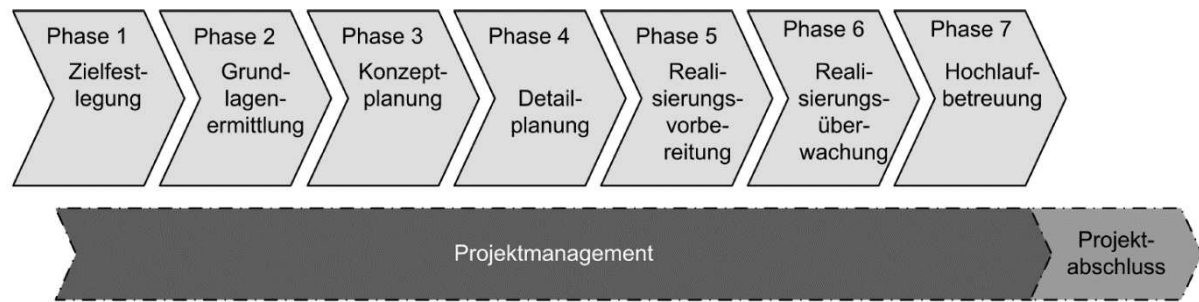 Phase 1
Zielfest-
legung
Phase 2
Grund-
lagen-
ermittlung
Phase 3
Konzept-
planung
Phase 4
Detail-
planung
Phase 5
Reali-
sierungs-
vorbe-
reitung
Phase 6
Reali-
sierungs-
über-
wachung
Phase 7
Hochlauf-
betreuung
Projektmanagement
Projekt-
abschluss